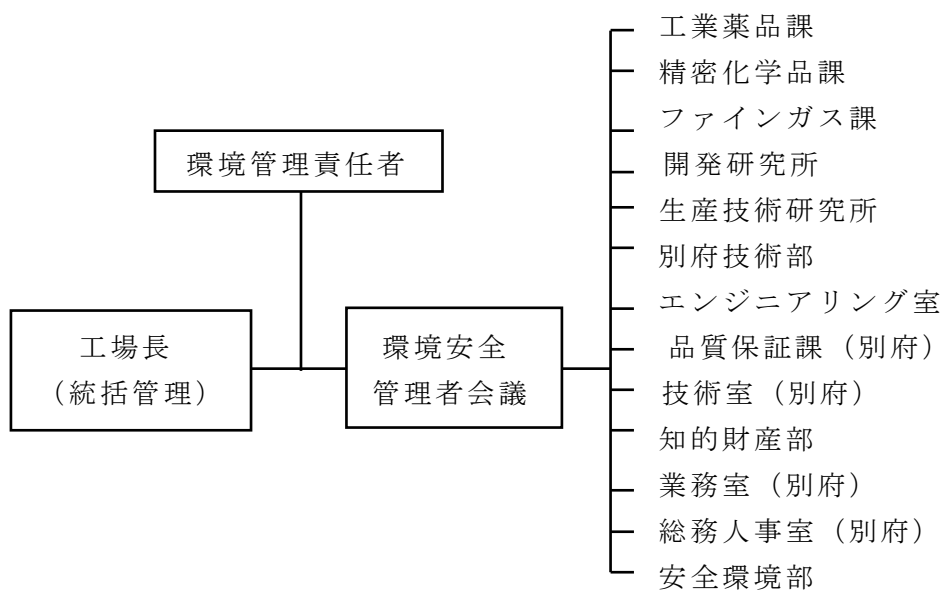 環境管理責任者
工場長
（統括管理）
環境安全
管理者会議
工業薬品課
精密化学品課
ファインガス課
開発研究所
生産技術研究所
別府技術部
エンジニアリング室
品質保証課（別府）
技術室（別府）
知的財産部
業務室（別府）
総務人事室（別府）
安全環境部